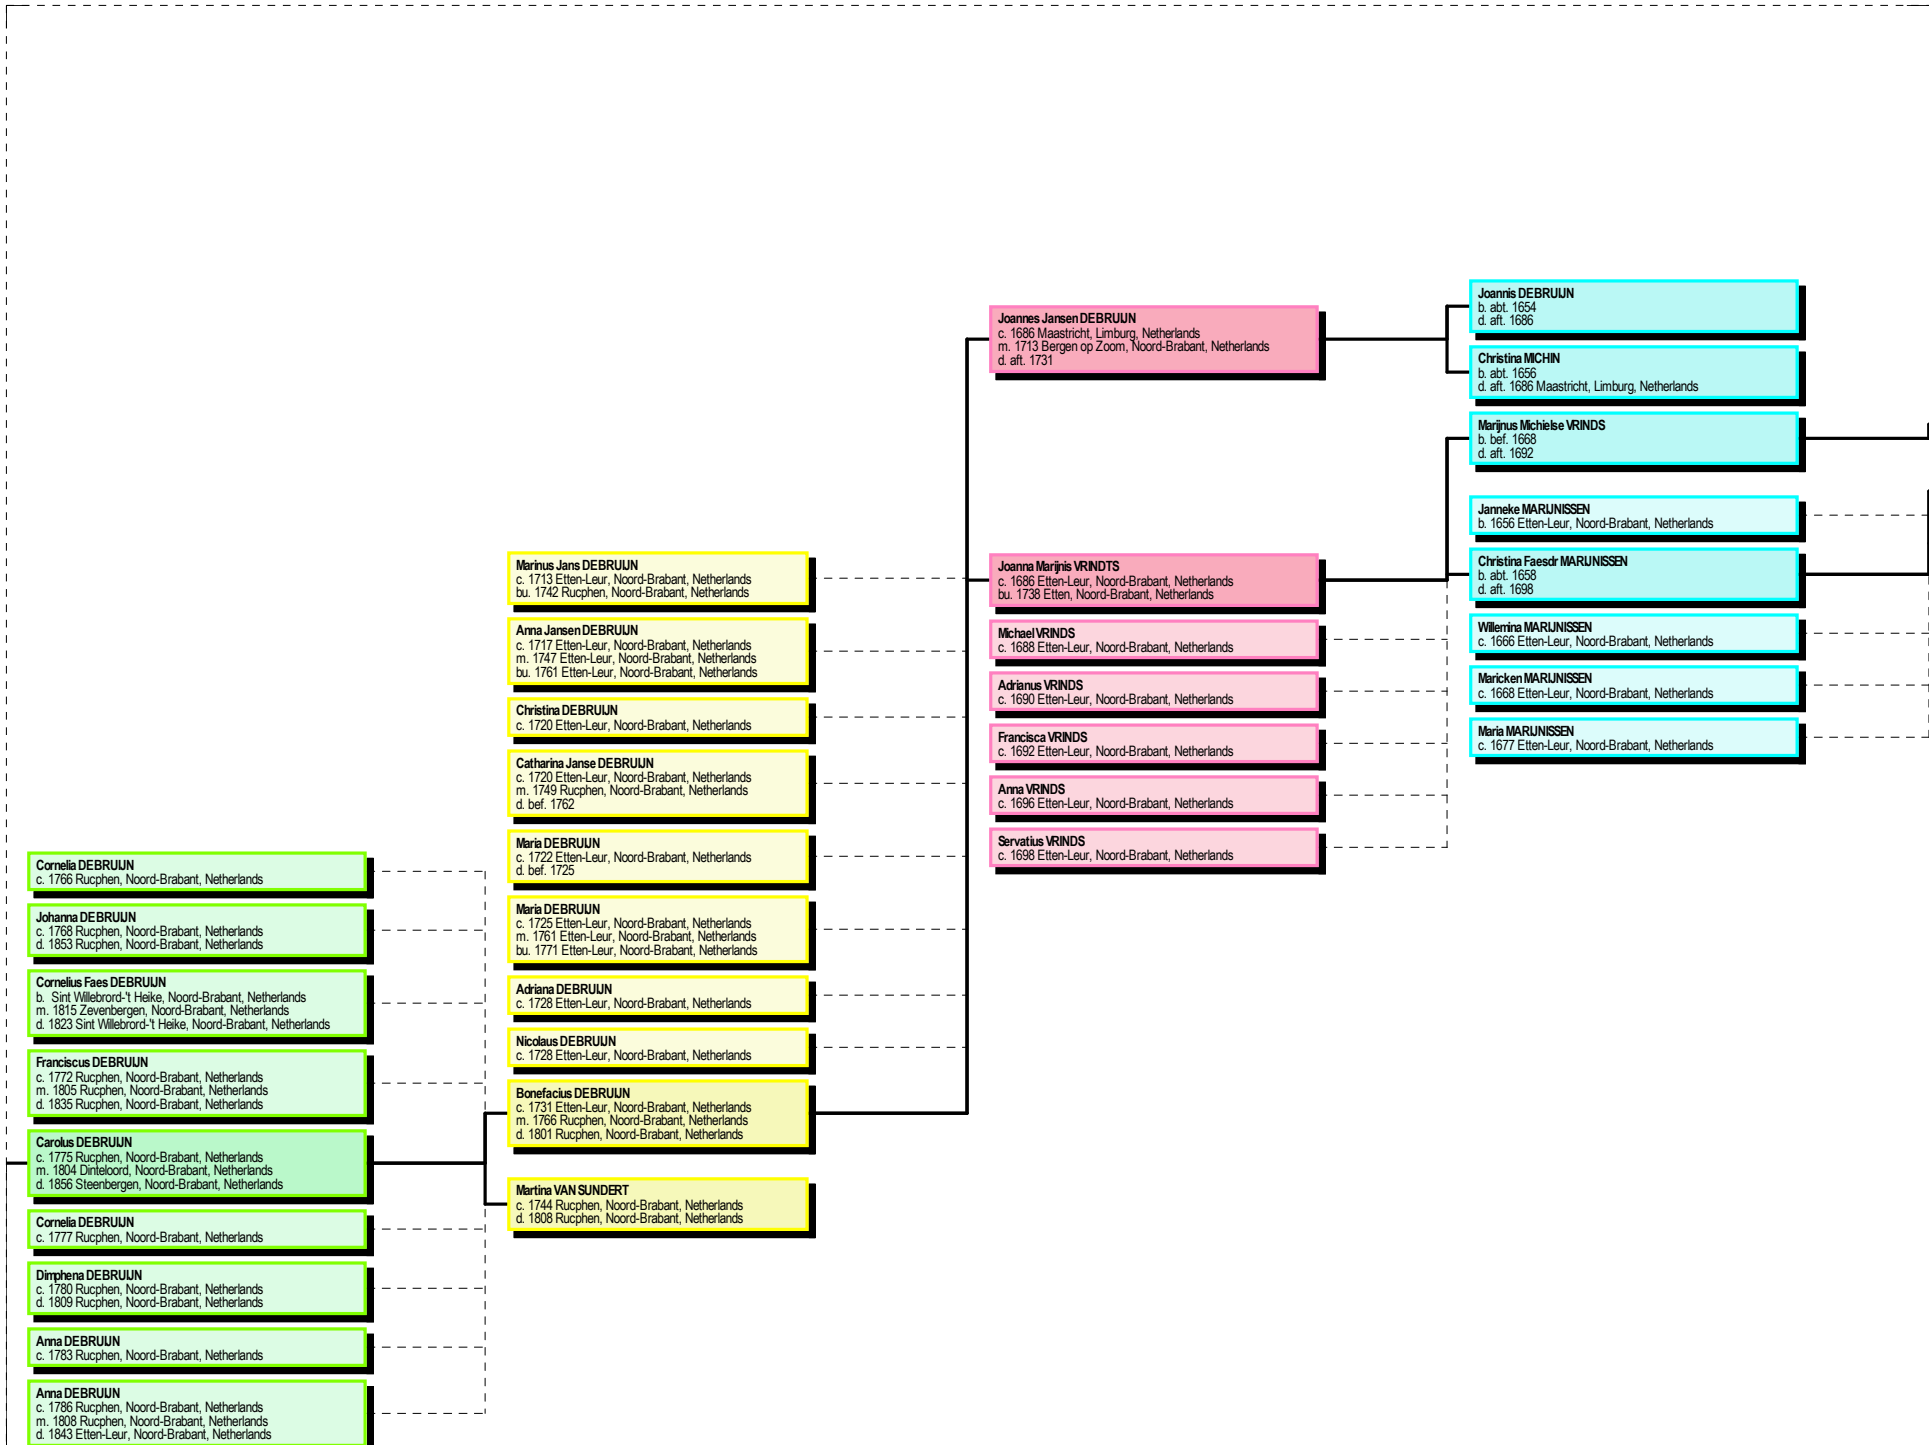 Cornelia DEBRUIJN
c. 1766 Rucphen, Noord-Brabant, Netherlands
Johanna DEBRUIJN
c. 1768 Rucphen, Noord-Brabant, Netherlands
d. 1853 Rucphen, Noord-Brabant, Netherlands
Cornelius Faes DEBRUIJN
b.  Sint Willebrord-'t Heike, Noord-Brabant, Netherlands
m. 1815 Zevenbergen, Noord-Brabant, Netherlands
d. 1823 Sint Willebrord-'t Heike, Noord-Brabant, Netherlands
Franciscus DEBRUIJN
c. 1772 Rucphen, Noord-Brabant, Netherlands
m. 1805 Rucphen, Noord-Brabant, Netherlands
d. 1835 Rucphen, Noord-Brabant, Netherlands
Carolus DEBRUIJN
c. 1775 Rucphen, Noord-Brabant, Netherlands
m. 1804 Dinteloord, Noord-Brabant, Netherlands
d. 1856 Steenbergen, Noord-Brabant, Netherlands
Cornelia DEBRUIJN
c. 1777 Rucphen, Noord-Brabant, Netherlands
Dimphena DEBRUIJN
c. 1780 Rucphen, Noord-Brabant, Netherlands
d. 1809 Rucphen, Noord-Brabant, Netherlands
Anna DEBRUIJN
c. 1783 Rucphen, Noord-Brabant, Netherlands
Anna DEBRUIJN
c. 1786 Rucphen, Noord-Brabant, Netherlands
m. 1808 Rucphen, Noord-Brabant, Netherlands
d. 1843 Etten-Leur, Noord-Brabant, Netherlands
Marinus Jans DEBRUIJN
c. 1713 Etten-Leur, Noord-Brabant, Netherlands
bu. 1742 Rucphen, Noord-Brabant, Netherlands
Anna Jansen DEBRUIJN
c. 1717 Etten-Leur, Noord-Brabant, Netherlands
m. 1747 Etten-Leur, Noord-Brabant, Netherlands
bu. 1761 Etten-Leur, Noord-Brabant, Netherlands
Christina DEBRUIJN
c. 1720 Etten-Leur, Noord-Brabant, Netherlands
Catharina Janse DEBRUIJN
c. 1720 Etten-Leur, Noord-Brabant, Netherlands
m. 1749 Rucphen, Noord-Brabant, Netherlands
d. bef. 1762
Maria DEBRUIJN
c. 1722 Etten-Leur, Noord-Brabant, Netherlands
d. bef. 1725
Maria DEBRUIJN
c. 1725 Etten-Leur, Noord-Brabant, Netherlands
m. 1761 Etten-Leur, Noord-Brabant, Netherlands
bu. 1771 Etten-Leur, Noord-Brabant, Netherlands
Adriana DEBRUIJN
c. 1728 Etten-Leur, Noord-Brabant, Netherlands
Nicolaus DEBRUIJN
c. 1728 Etten-Leur, Noord-Brabant, Netherlands
Bonefacius DEBRUIJN
c. 1731 Etten-Leur, Noord-Brabant, Netherlands
m. 1766 Rucphen, Noord-Brabant, Netherlands
d. 1801 Rucphen, Noord-Brabant, Netherlands
Martina VAN SUNDERT
c. 1744 Rucphen, Noord-Brabant, Netherlands
d. 1808 Rucphen, Noord-Brabant, Netherlands
Joannes Jansen DEBRUIJN
c. 1686 Maastricht, Limburg, Netherlands
m. 1713 Bergen op Zoom, Noord-Brabant, Netherlands
d. aft. 1731
Joanna Marijnis VRINDTS
c. 1686 Etten-Leur, Noord-Brabant, Netherlands
bu. 1738 Etten, Noord-Brabant, Netherlands
Michael VRINDS
c. 1688 Etten-Leur, Noord-Brabant, Netherlands
Adrianus VRINDS
c. 1690 Etten-Leur, Noord-Brabant, Netherlands
Francisca VRINDS
c. 1692 Etten-Leur, Noord-Brabant, Netherlands
Anna VRINDS
c. 1696 Etten-Leur, Noord-Brabant, Netherlands
Servatius VRINDS
c. 1698 Etten-Leur, Noord-Brabant, Netherlands
Joannis DEBRUIJN
b. abt. 1654
d. aft. 1686
Christina MICHIN
b. abt. 1656
d. aft. 1686 Maastricht, Limburg, Netherlands
Marijnus Michielse VRINDS
b. bef. 1668
d. aft. 1692
Janneke MARIJNISSEN
b. 1656 Etten-Leur, Noord-Brabant, Netherlands
Christina Faesdr MARIJNISSEN
b. abt. 1658
d. aft. 1698
Willemina MARIJNISSEN
c. 1666 Etten-Leur, Noord-Brabant, Netherlands
Maricken MARIJNISSEN
c. 1668 Etten-Leur, Noord-Brabant, Netherlands
Maria MARIJNISSEN
c. 1677 Etten-Leur, Noord-Brabant, Netherlands